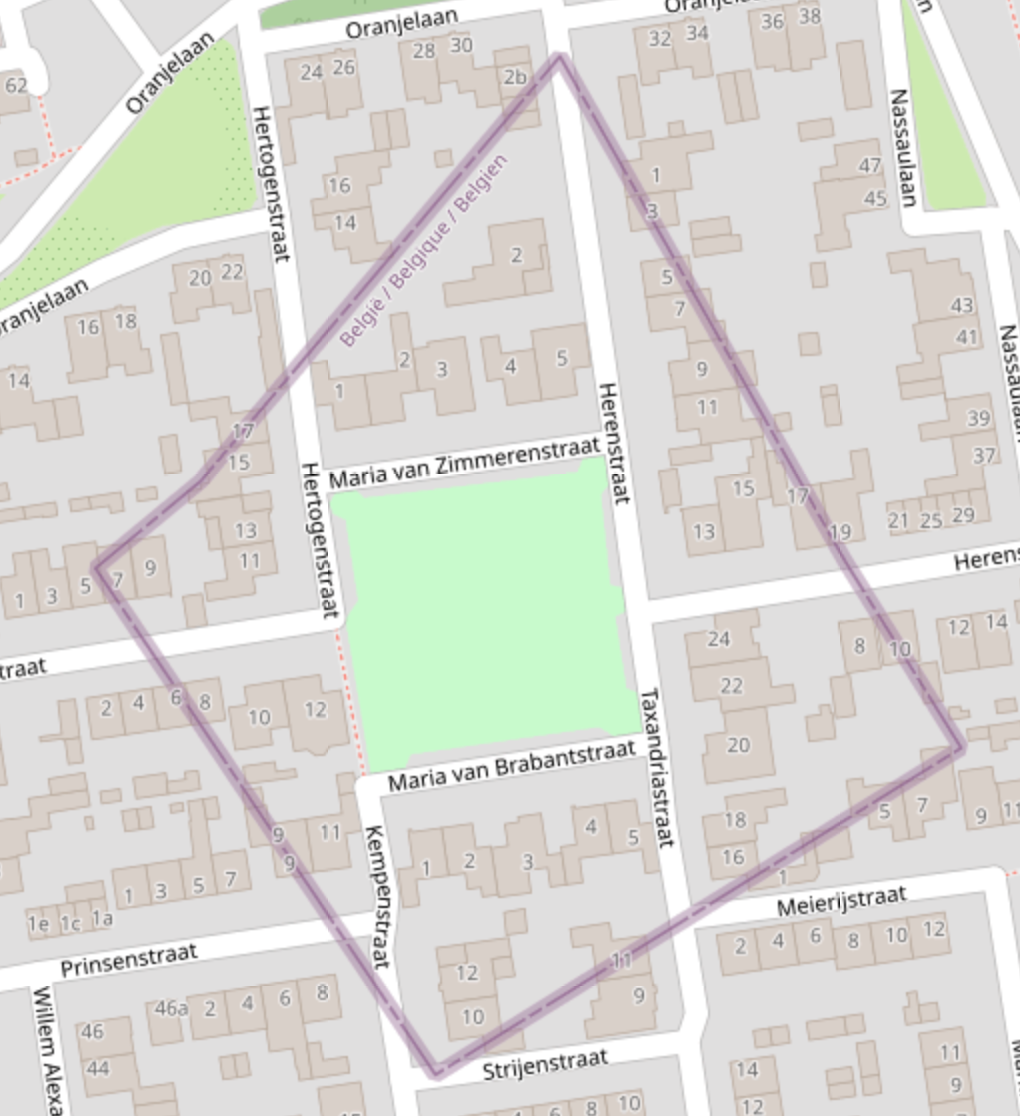 Oranjelaan
Oranjel
36 38
32 34
28 30
24 26
2b
62
Oranjelaan
Hertogenstraat
Nassaulaan
47
45
1
3
16
14
België / Belgique / Belgien
2
20 22
5
7
43
41
Oranjelaan
16 18
14
1
2
3
4
5
9
11
Herenstraat
Nassaulaan
39
37
17
15
Maria van Zimmerenstraat
Hertogenstraat
13
15
17
19
21 25 29
13
11
1 3 5 7 9
Herens
traat
24
22
20
8
10
12 14
2 4 6 8
10
12
Taxandriastraat
Maria van Brabantstraat
18
16
1
5
7
9
11
9
9
11
1
2
3
4
5
Kempenstraat
1e 1c 1a
1 3 5 7
Meierijstraat
2 4 6 8 10 12
Prinsenstraat
12
10
11
9
Willem Alexa
46
44
46a 2 4 6 8
Strijenstraat
14
12
11
9
4 6 8 10